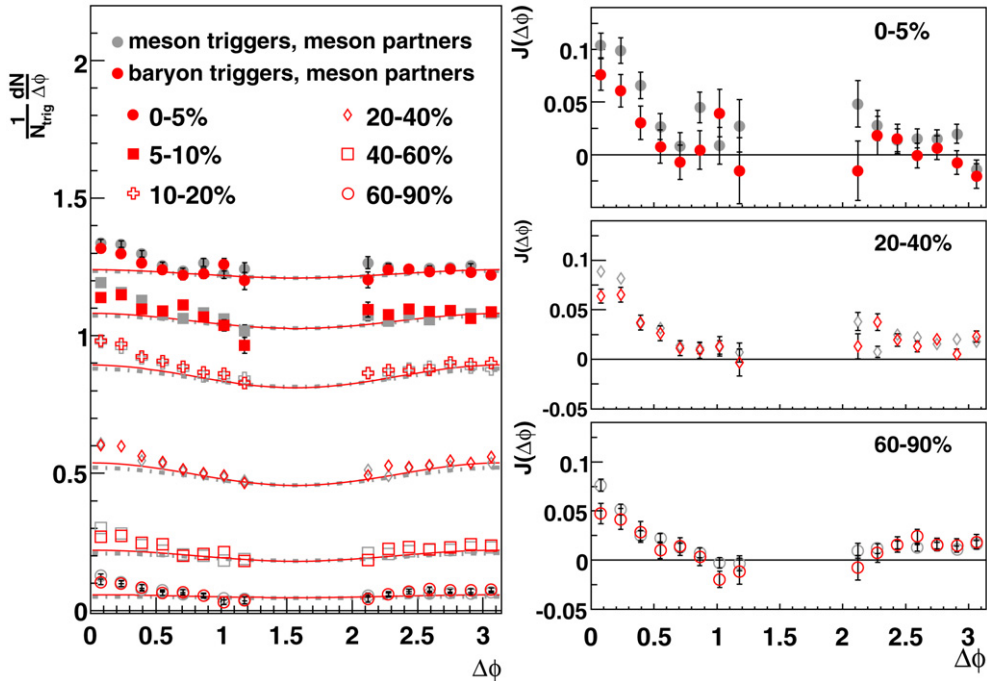 meson triggers, meson partners
baryon triggers, meson partners
0-5%
20-40%
5-10%
40-60%
10-20%
60-90%
1 dN
N_trig Δϕ
2
1.5
1
0.5
0
0 0.5 1 1.5 2 2.5 3
Δϕ
J(Δϕ)
0-5%
0.1
0.05
0
J(Δϕ)
20-40%
0.1
0.05
0
-0.05
J(Δϕ)
60-90%
0.1
0.05
0
-0.05
0 0.5 1 1.5 2 2.5 3
Δϕ